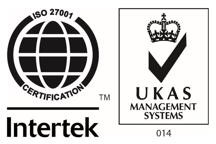 ISO 27001
CERTIFICATION
TM
Intertek
UKAS
MANAGEMENT
SYSTEMS
014